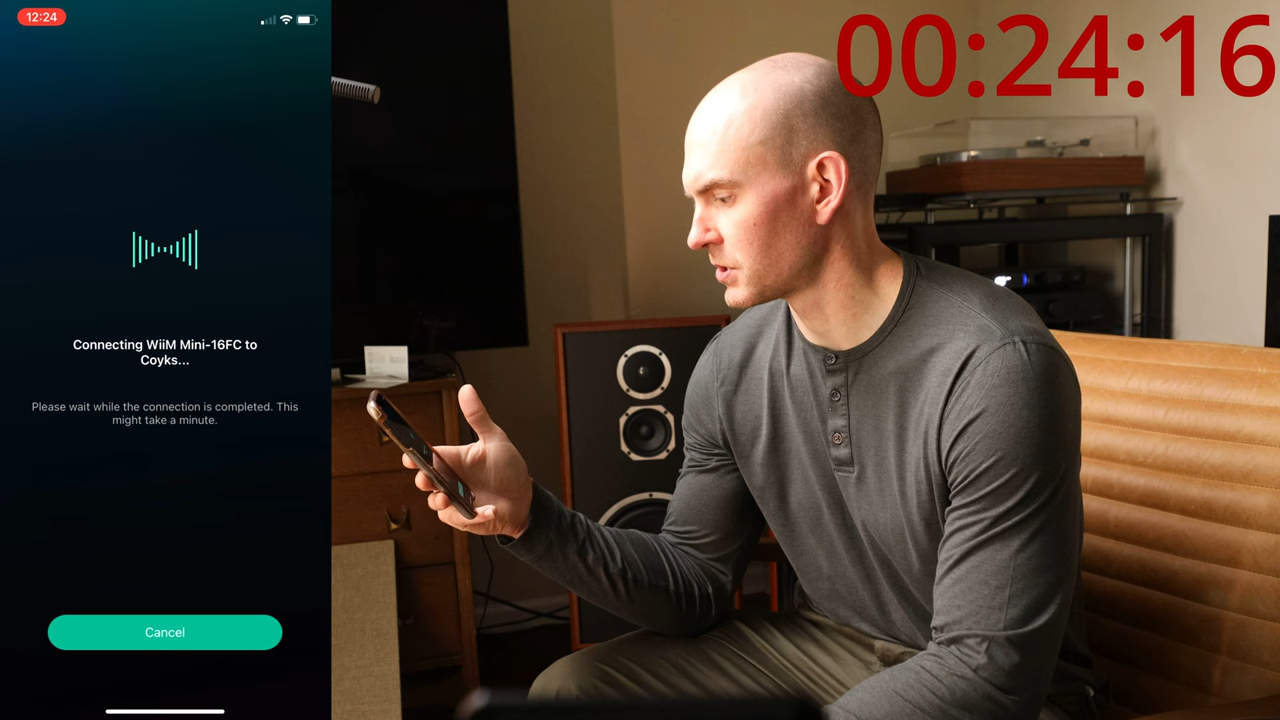 12:24
00:24:16
Connecting WiiM Mini-16FC to
Coyks...
Please wait while the connection is completed. This
might take a minute.
Cancel